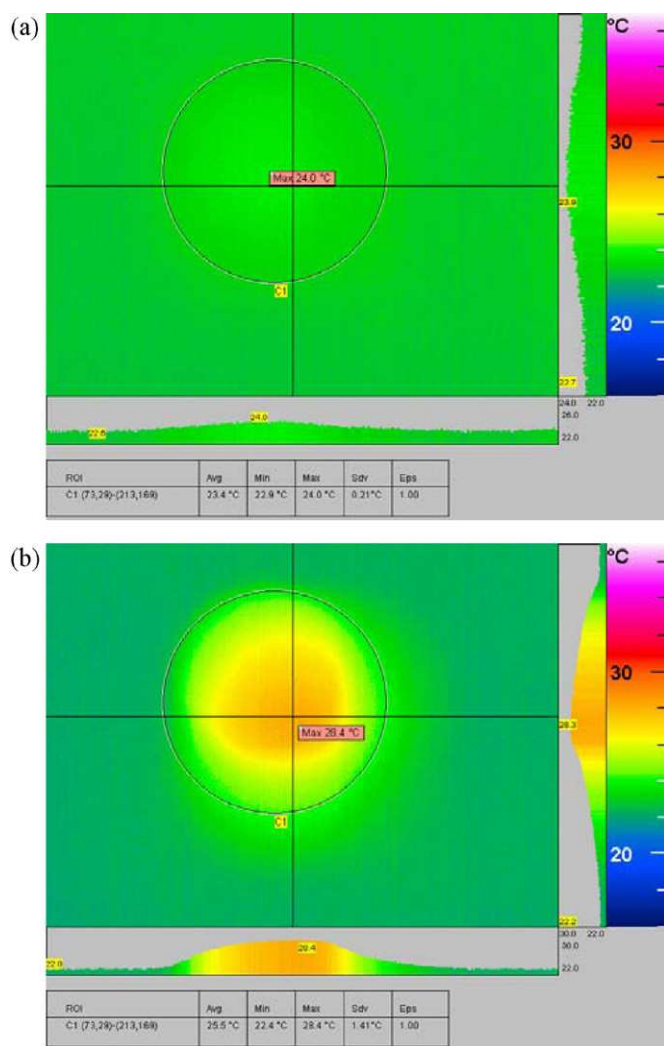 (a)
°C
30
20
Max 24.0 °C
C1
23.9
22.7
24.0 22.0
22.6
24.0
26.0
22.0
ROI Avg Min Max Sdv Eps
C1 (73,29)-(213,169) 23.4 °C 22.9 °C 24.0 °C 0.21°C 1.00
(b)
°C
30
20
Max 28.4 °C
C1
28.3
22.2
30.0 22.0
22.0
28.4
30.0
22.0
ROI Avg Min Max Sdv Eps
C1 (73,29)-(213,169) 25.5 °C 22.4 °C 28.4 °C 1.41°C 1.00